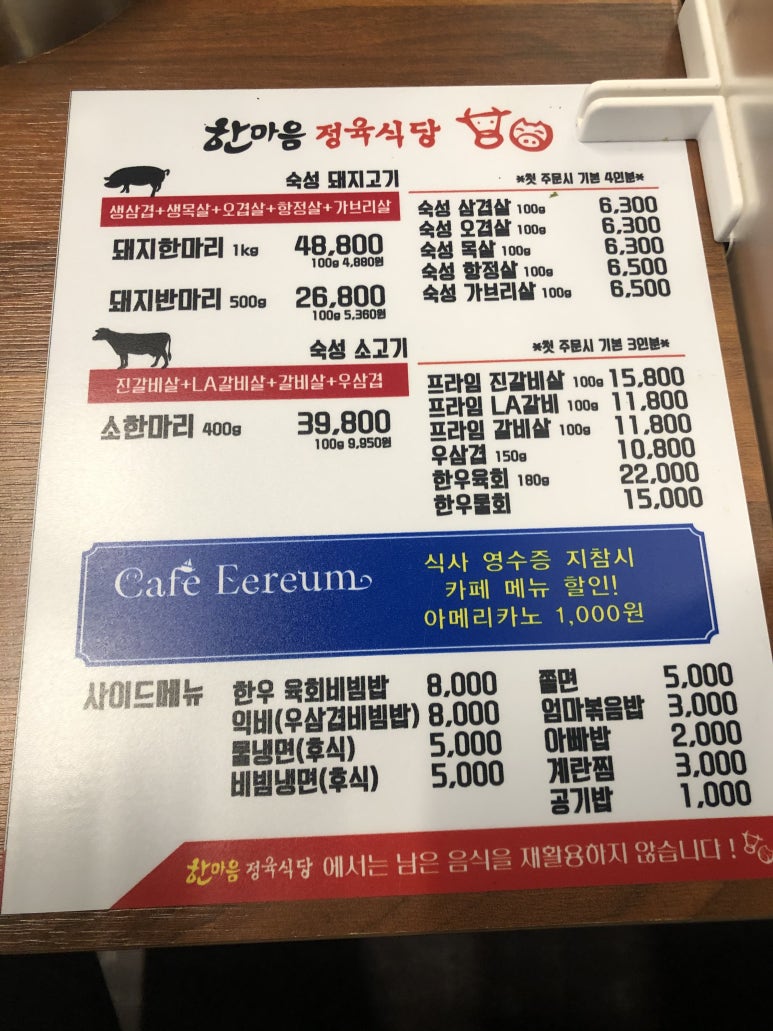 한마음 정육식당
숙성 돼지고기
생삼겹+생목살+오겹살+항정살+가브리살
돼지한마리 1kg 48,800
100g 4,880원
돼지반마리 500g 26,800
100g 5,360원
※첫 주문시 기본 4인분※
숙성 삼겹살 100g 6,300
숙성 오겹살 100g 6,300
숙성 목살 100g 6,300
숙성 항정살 100g 6,500
숙성 가브리살 100g 6,500
숙성 소고기
진갈비살+LA갈비살+갈비살+우삼겹
소한마리 400g 39,800
100g 9,950원
※첫 주문시 기본 3인분※
프라임 진갈비살 100g 15,800
프라임 LA갈비 100g 11,800
프라임 갈비살 100g 11,800
우삼겹 150g 10,800
한우육회 180g 22,000
한우물회 15,000
Café Eereum
식사 영수증 지참시
카페 메뉴 할인!
아메리카노 1,000원
사이드메뉴
한우 육회비빔밥 8,000
익비(우삼겹비빔밥) 8,000
물냉면(후식) 5,000
비빔냉면(후식) 5,000
쫄면 5,000
엄마볶음밥 3,000
아빠밥 2,000
계란찜 3,000
공기밥 1,000
한마음 정육식당 에서는 남은 음식을 재활용하지 않습니다!